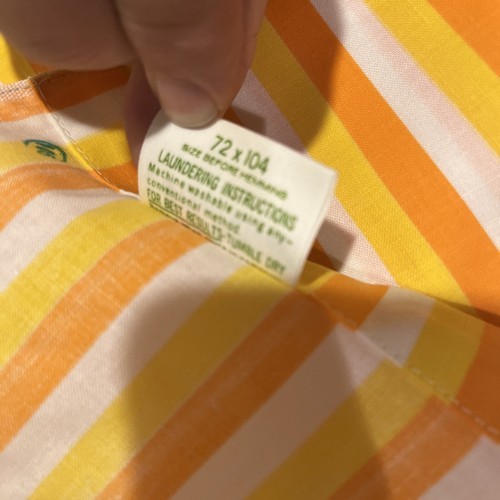 72 x 104
SIZE BEFORE HEMMING
LAUNDERING INSTRUCTIONS
Machine washable using any
conventional method.
FOR BEST RESULTS-TUMBLE DRY